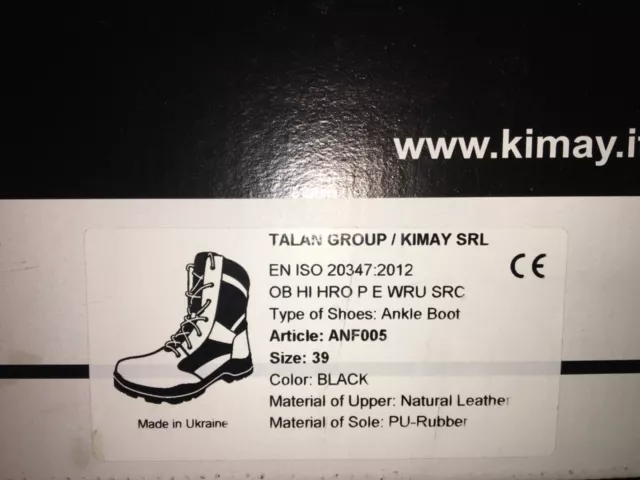 www.kimay.it
TALAN GROUP / KIMAY SRL
EN ISO 20347:2012
CE
OB HI HRO P E WRU SRC
Type of Shoes: Ankle Boot
Article: ANF005
Size: 39
Color: BLACK
Material of Upper: Natural Leather
Material of Sole: PU-Rubber
Made in Ukraine